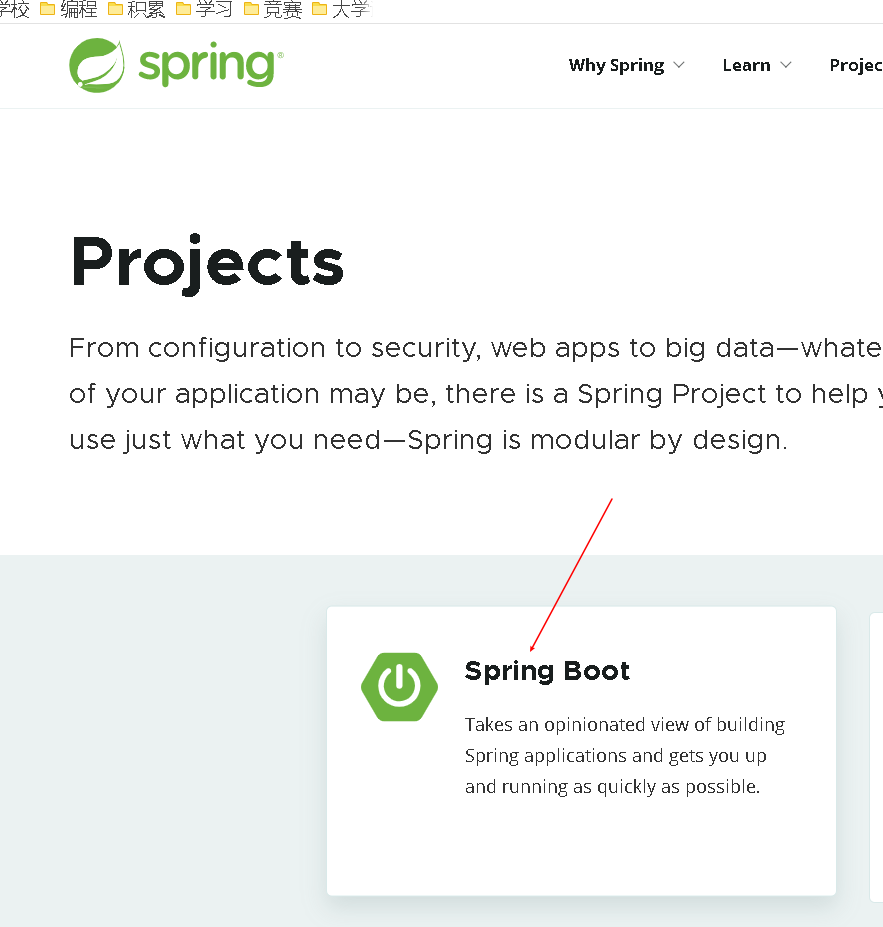 学校 编程 积累 学习 竞赛 大学
spring®
Why Spring Learn Projec
Projects
From configuration to security, web apps to big data—whate
of your application may be, there is a Spring Project to help y
use just what you need—Spring is modular by design.
Spring Boot
Takes an opinionated view of building
Spring applications and gets you up
and running as quickly as possible.